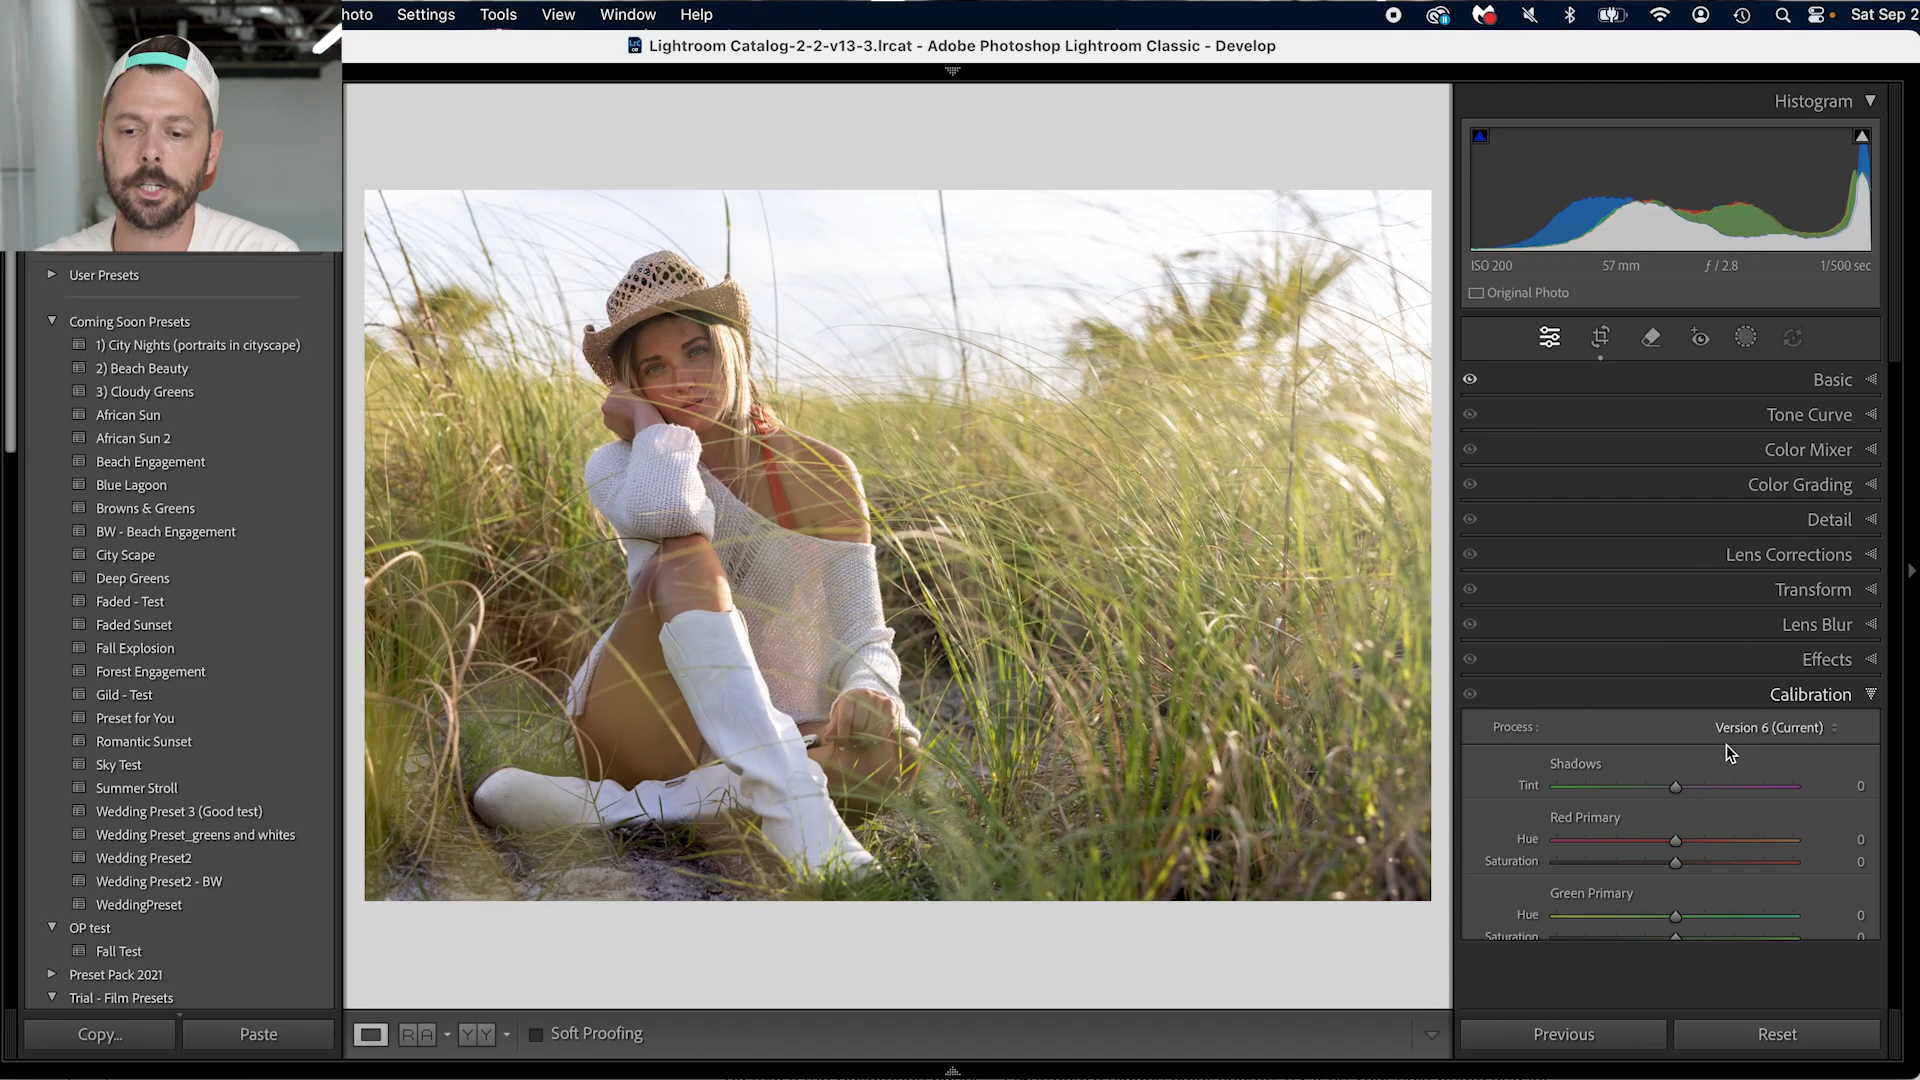 hoto Settings Tools View Window Help
Sat Sep 2
Lightroom Catalog-2-2-v13-3.lrcat - Adobe Photoshop Lightroom Classic - Develop
User Presets
Coming Soon Presets
1) City Nights (portraits in cityscape)
2) Beach Beauty
3) Cloudy Greens
African Sun
African Sun 2
Beach Engagement
Blue Lagoon
Browns & Greens
BW - Beach Engagement
City Scape
Deep Greens
Faded - Test
Faded Sunset
Fall Explosion
Forest Engagement
Gild - Test
Preset for You
Romantic Sunset
Sky Test
Summer Stroll
Wedding Preset 3 (Good test)
Wedding Preset_greens and whites
Wedding Preset2
Wedding Preset2 - BW
WeddingPreset
OP test
Fall Test
Preset Pack 2021
Trial - Film Presets
Copy... Paste
RA YY Soft Proofing
Histogram
ISO 200 57 mm ƒ / 2.8 1/500 sec
Original Photo
Basic
Tone Curve
Color Mixer
Color Grading
Detail
Lens Corrections
Transform
Lens Blur
Effects
Calibration
Process : Version 6 (Current)
Shadows
Tint 0
Red Primary
Hue 0
Saturation 0
Green Primary
Hue 0
Saturation 0
Previous Reset